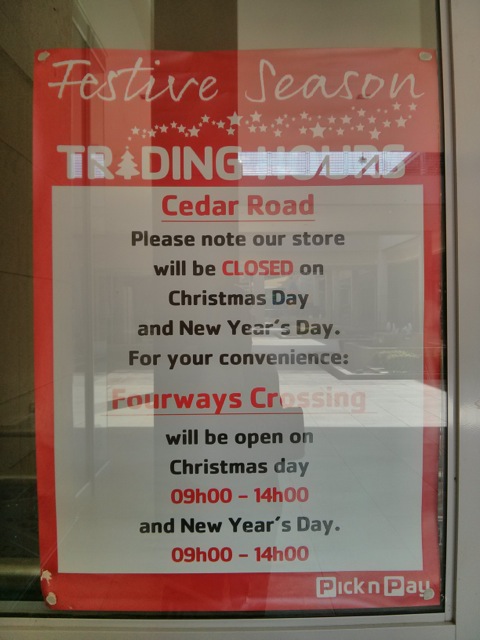 Festive Season
TRADING HOURS
Cedar Road
Please note our store
will be CLOSED on
Christmas Day
and New Year's Day.
For your convenience:
Fourways Crossing
will be open on
Christmas day
09h00 - 14h00
and New Year's Day.
09h00 - 14h00
Pick n Pay